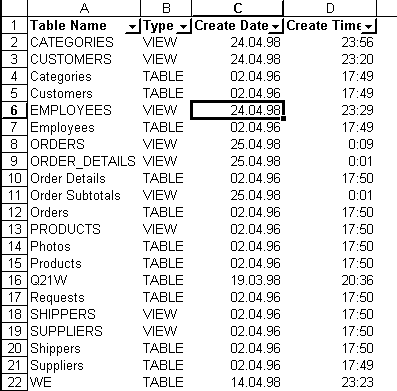 A B C D
1 Table Name Type Create Date Create Time
2 CATEGORIES VIEW 24.04.98 23:56
3 CUSTOMERS VIEW 24.04.98 23:20
4 Categories TABLE 02.04.96 17:49
5 Customers TABLE 02.04.96 17:49
6 EMPLOYEES VIEW 24.04.98 23:29
7 Employees TABLE 02.04.96 17:49
8 ORDERS VIEW 25.04.98 0:09
9 ORDER_DETAILS VIEW 25.04.98 0:01
10 Order Details TABLE 02.04.96 17:50
11 Order Subtotals VIEW 25.04.98 0:01
12 Orders TABLE 02.04.96 17:50
13 PRODUCTS VIEW 02.04.96 17:50
14 Photos TABLE 02.04.96 17:50
15 Products TABLE 02.04.96 17:50
16 Q21W TABLE 19.03.98 20:36
17 Requests TABLE 02.04.96 17:50
18 SHIPPERS VIEW 02.04.96 17:50
19 SUPPLIERS VIEW 02.04.96 17:50
20 Shippers TABLE 02.04.96 17:50
21 Suppliers TABLE 02.04.96 17:49
22 WE TABLE 14.04.98 23:23